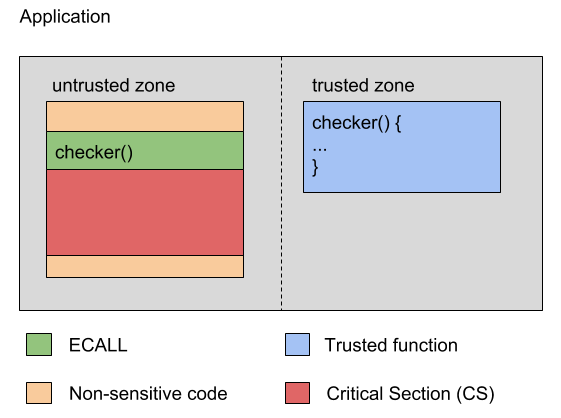 Application
untrusted zone
trusted zone
checker()
checker() {
...
}
ECALL
Trusted function
Non-sensitive code
Critical Section (CS)